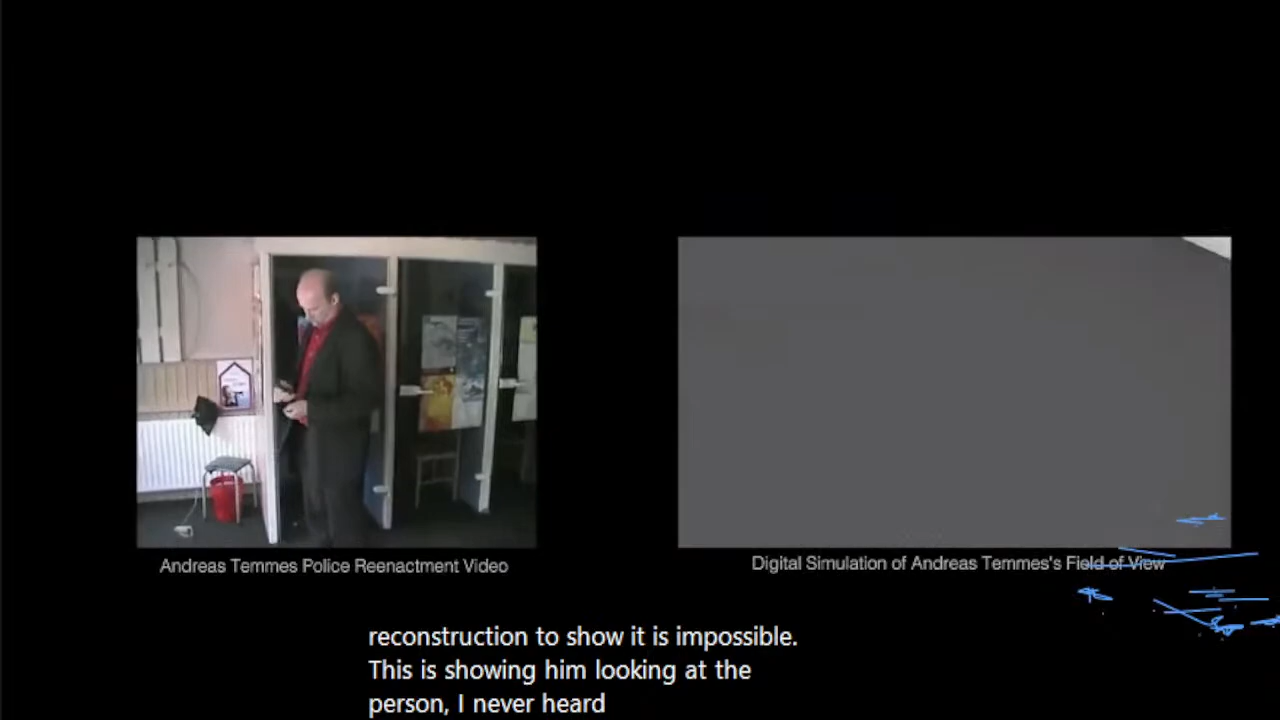 Andreas Temmes Police Reenactment Video
Digital Simulation of Andreas Temmes's Field of View
reconstruction to show it is impossible.
This is showing him looking at the
person, I never heard